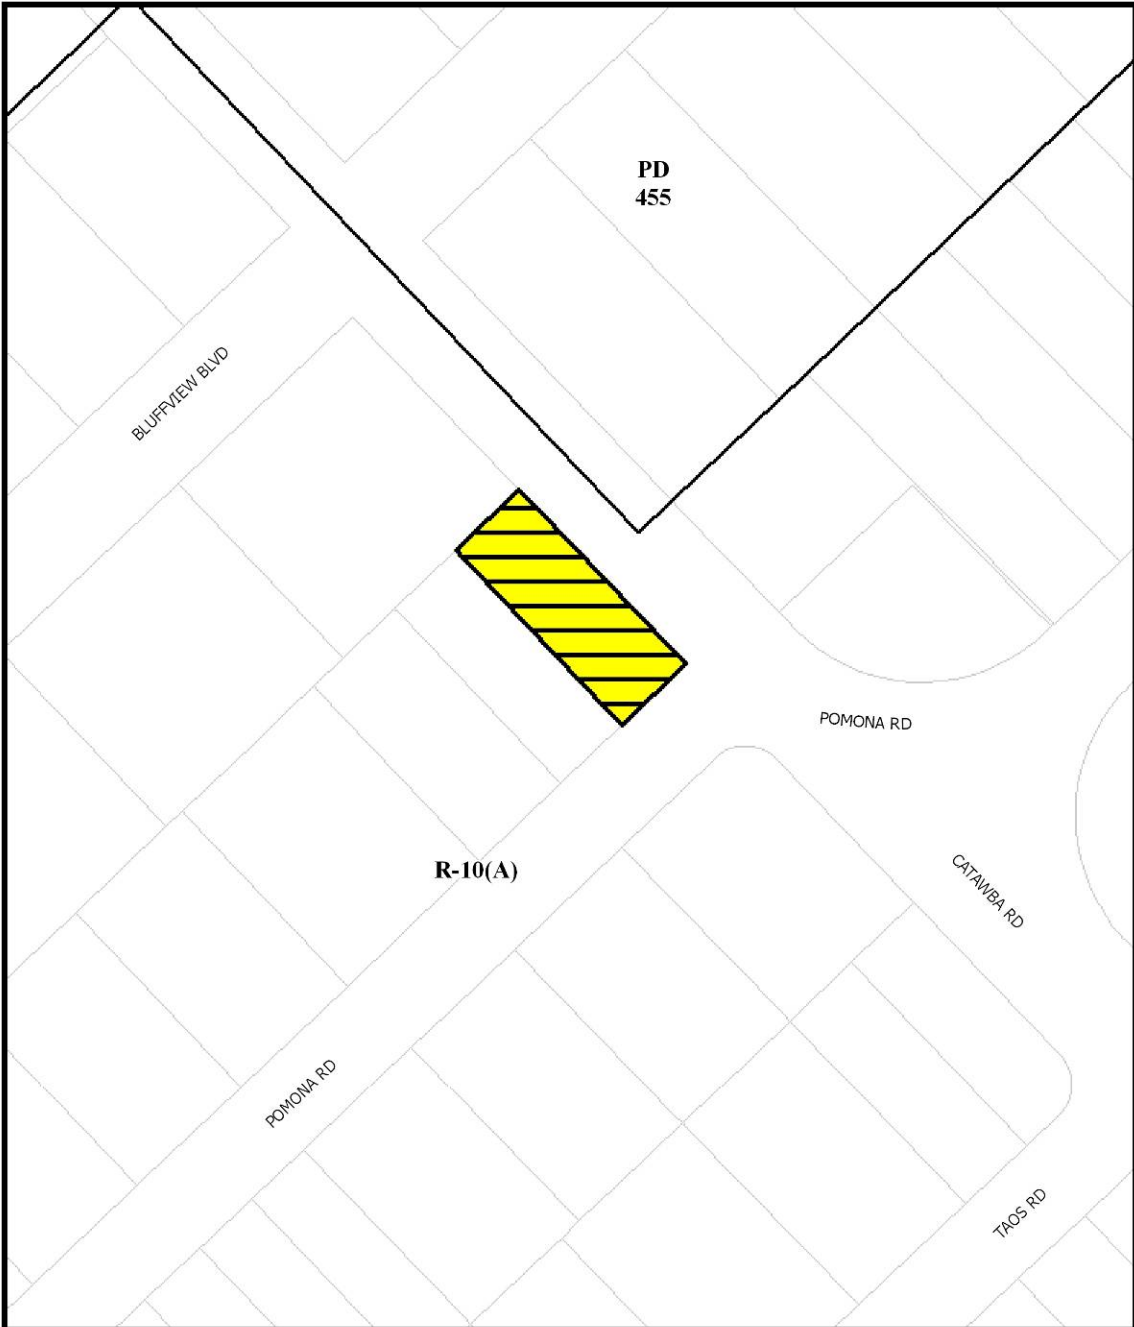 PD
455
BLUFFVIEW BLVD
POMONA RD
CATAWBA RD
R-10(A)
POMONA RD
TAOS RD